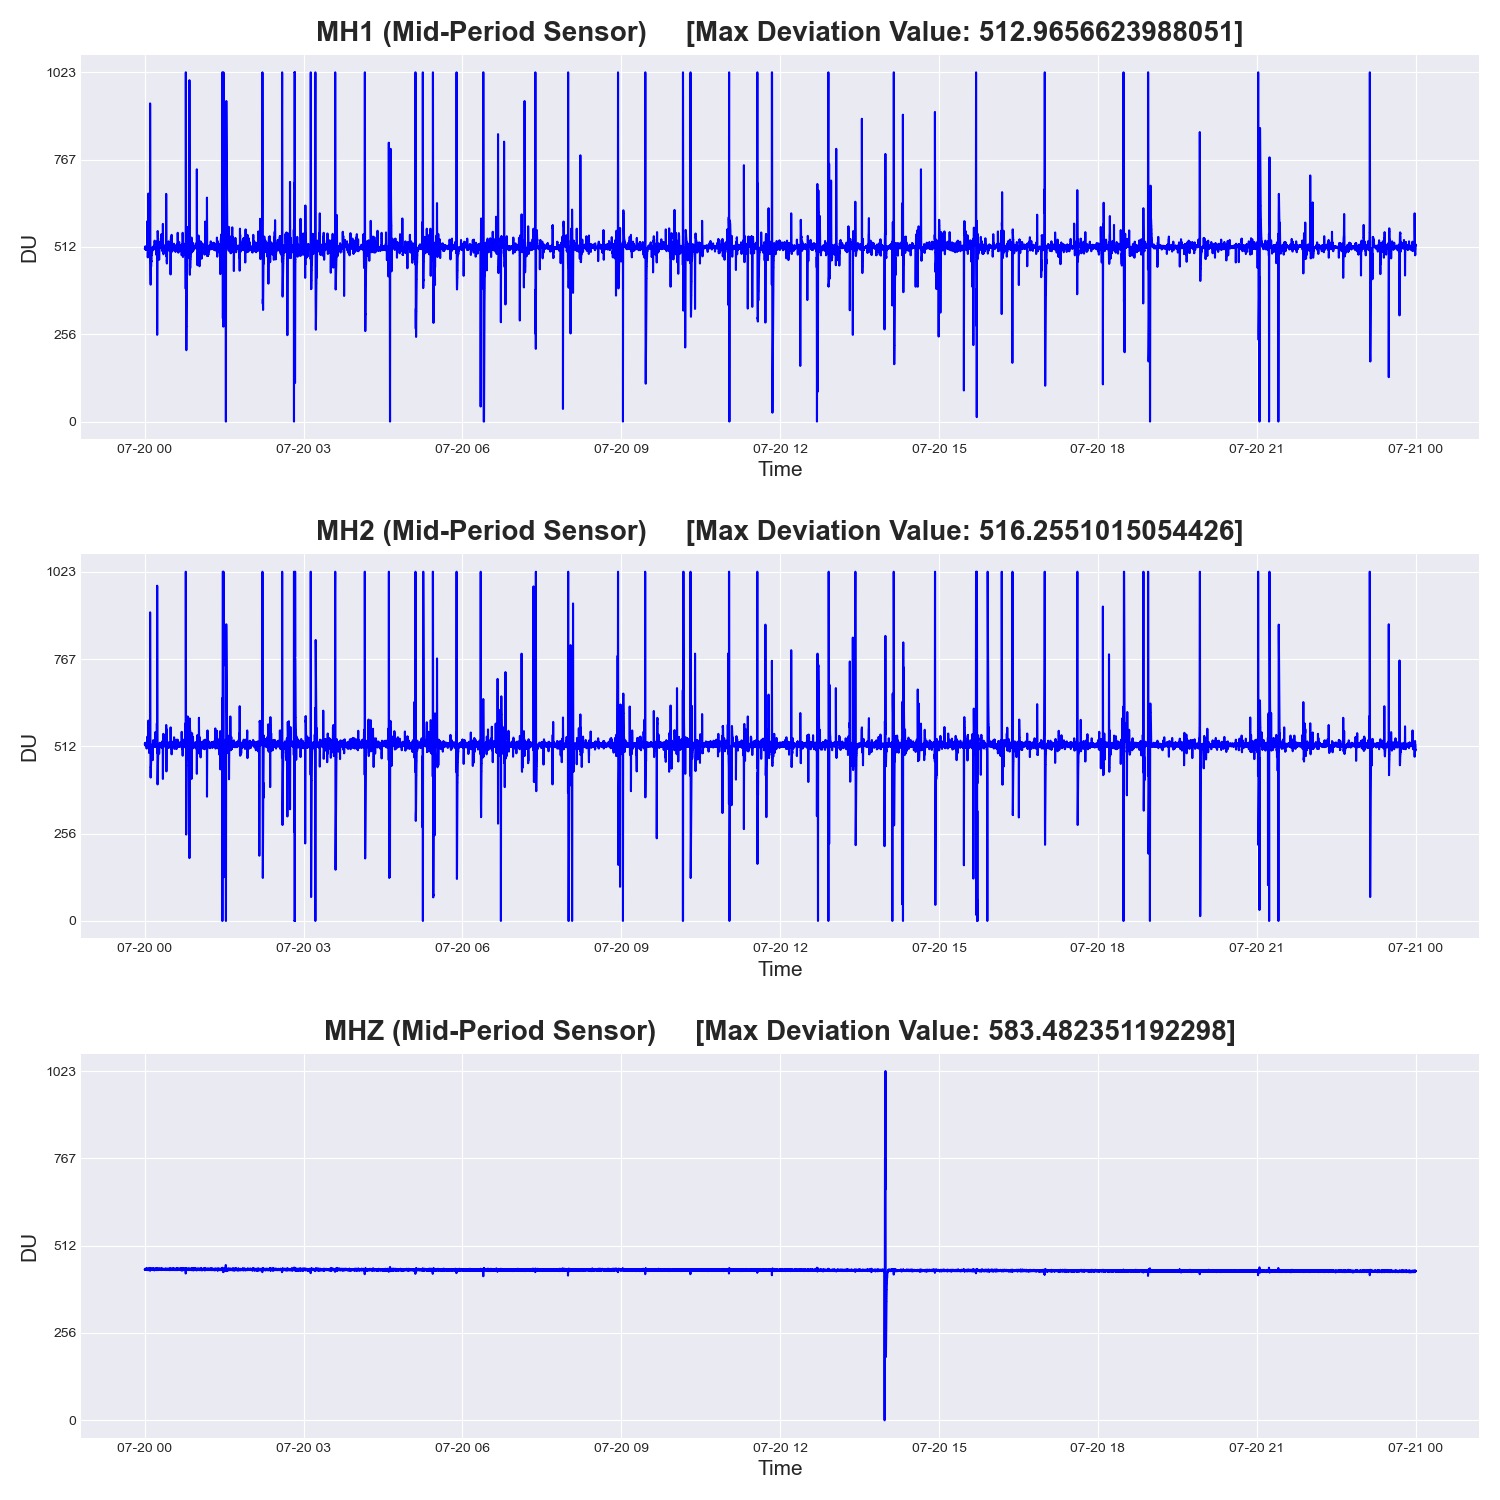 MH1 (Mid-Period Sensor) [Max Deviation Value: 512.9656623988051]
1023
767
512
256
0
DU
07-20 00 07-20 03 07-20 06 07-20 09 07-20 12 07-20 15 07-20 18 07-20 21 07-21 00
Time
MH2 (Mid-Period Sensor) [Max Deviation Value: 516.2551015054426]
1023
767
512
256
0
DU
07-20 00 07-20 03 07-20 06 07-20 09 07-20 12 07-20 15 07-20 18 07-20 21 07-21 00
Time
MHZ (Mid-Period Sensor) [Max Deviation Value: 583.482351192298]
1023
767
512
256
0
DU
07-20 00 07-20 03 07-20 06 07-20 09 07-20 12 07-20 15 07-20 18 07-20 21 07-21 00
Time